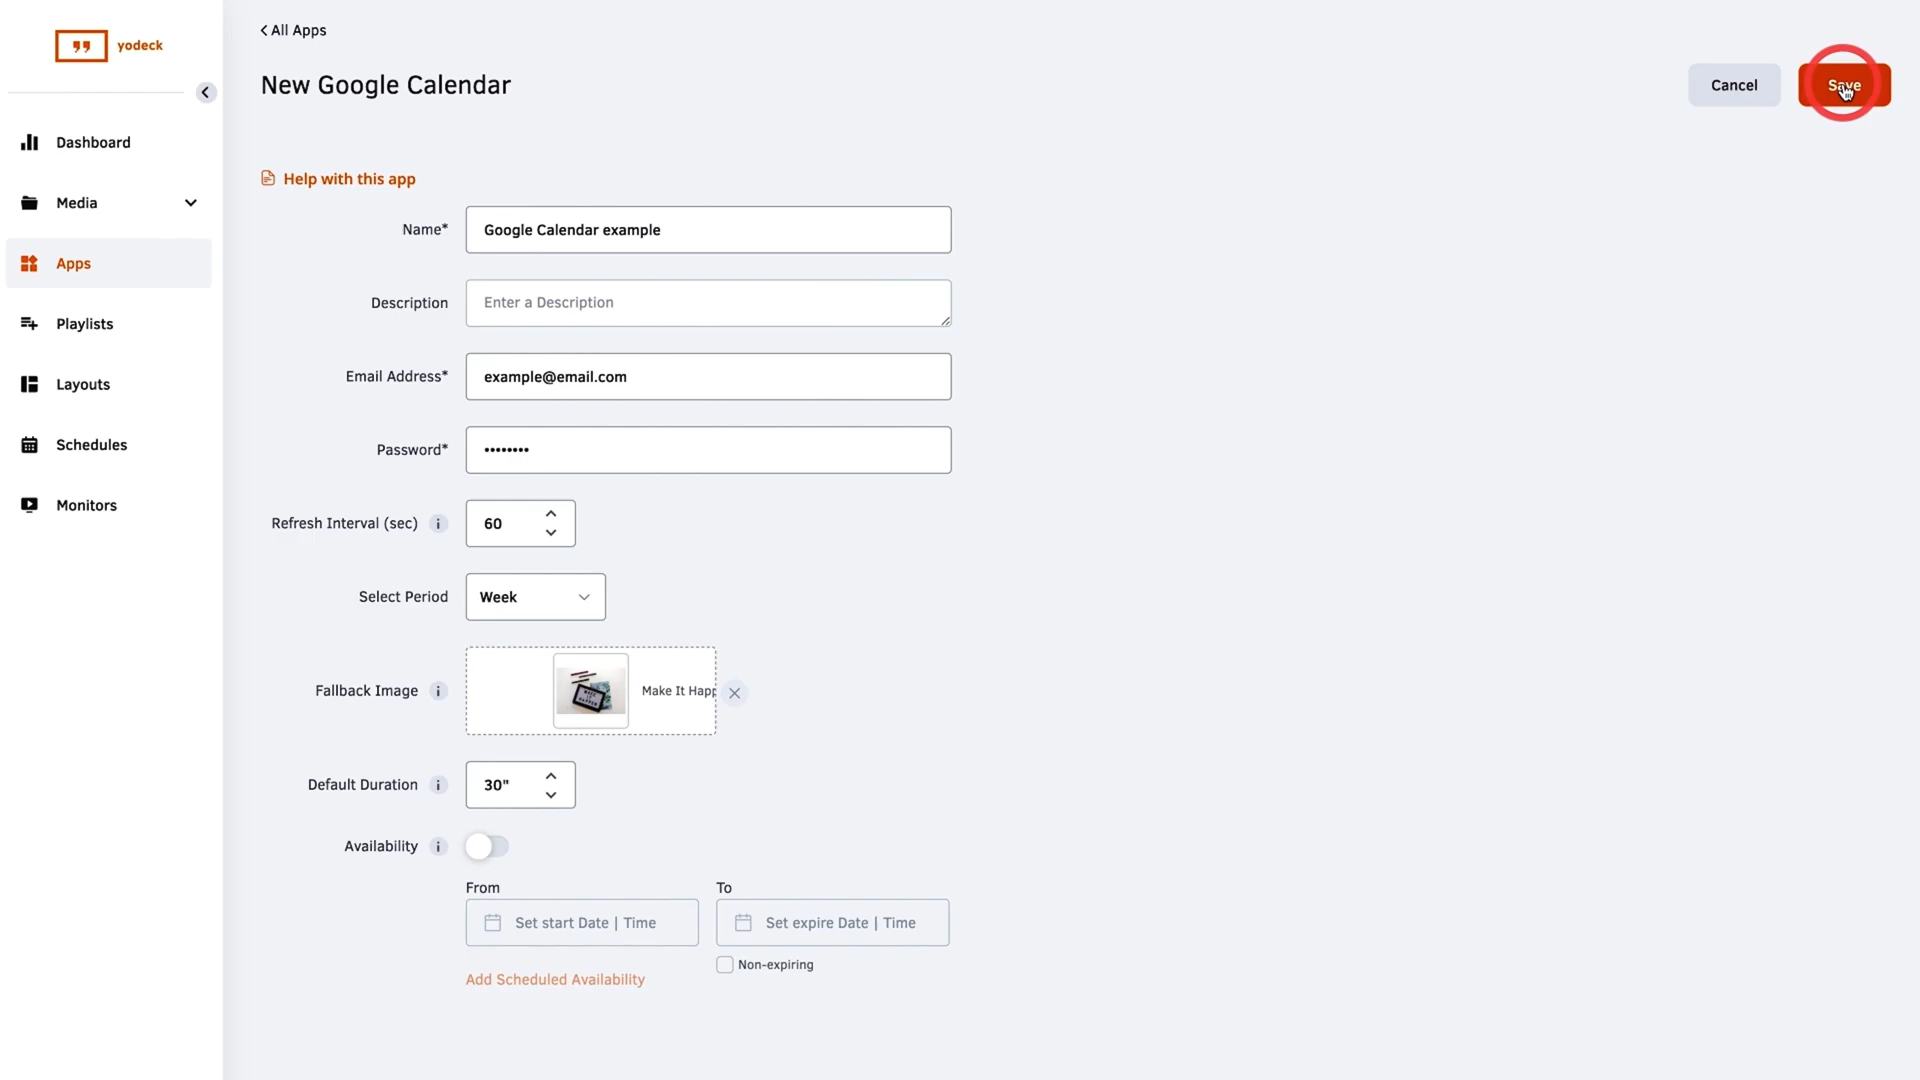 yodeck
Dashboard
Media
Apps
Playlists
Layouts
Schedules
Monitors
All Apps
New Google Calendar
Cancel
Save
Help with this app
Name*
Google Calendar example
Description
Enter a Description
Email Address*
example@email.com
Password*
••••••••
Refresh Interval (sec) i
60
Select Period
Week
Fallback Image i
Make It Happ
Default Duration i
30"
Availability i
From
To
Set start Date | Time
Set expire Date | Time
Non-expiring
Add Scheduled Availability